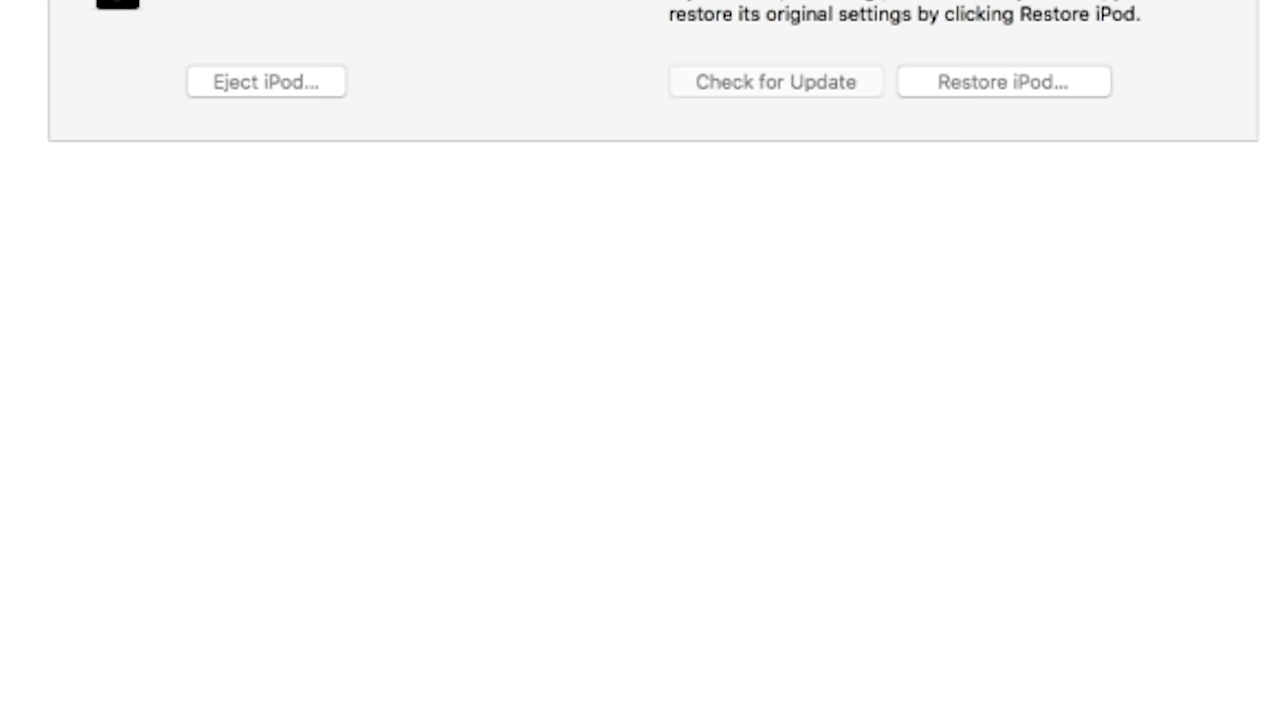 restore its original settings by clicking Restore iPod.
Eject iPod...
Check for Update
Restore iPod...